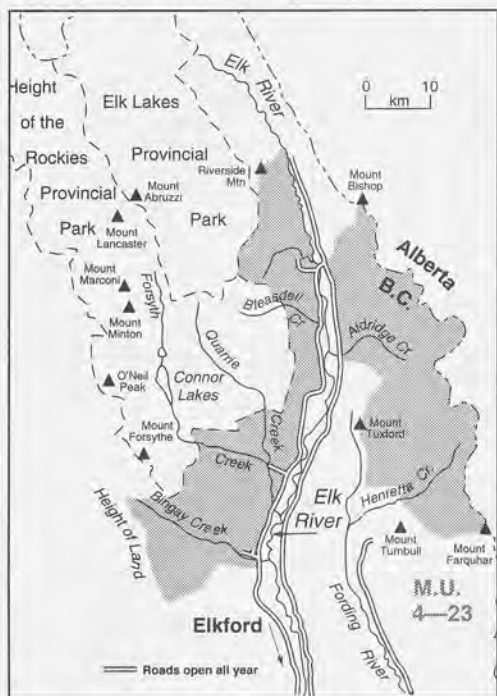 Elk
River
0 10
km
Height
of the
Rockies
Provincial
Park
Elk Lakes
Provincial
Park
Riverside
Mtn
Mount
Abruzzi
Mount
Lancaster
Mount
Bishop
Alberta
B.C.
Mount
Marconi
Mount
Minton
Forsyth
Creek
Bleasdell
Cr
Aldridge Cr
Quarrie
Creek
O'Neil
Peak
Connor
Lakes
Mount
Tuxford
Mount
Forsythe
Elk
River
Henretta Cr.
Bingay Creek
Height of Land
Mount
Turnbull
Mount
Farquhar
M.U.
4—23
Fording
River
Elkford
Roads open all year